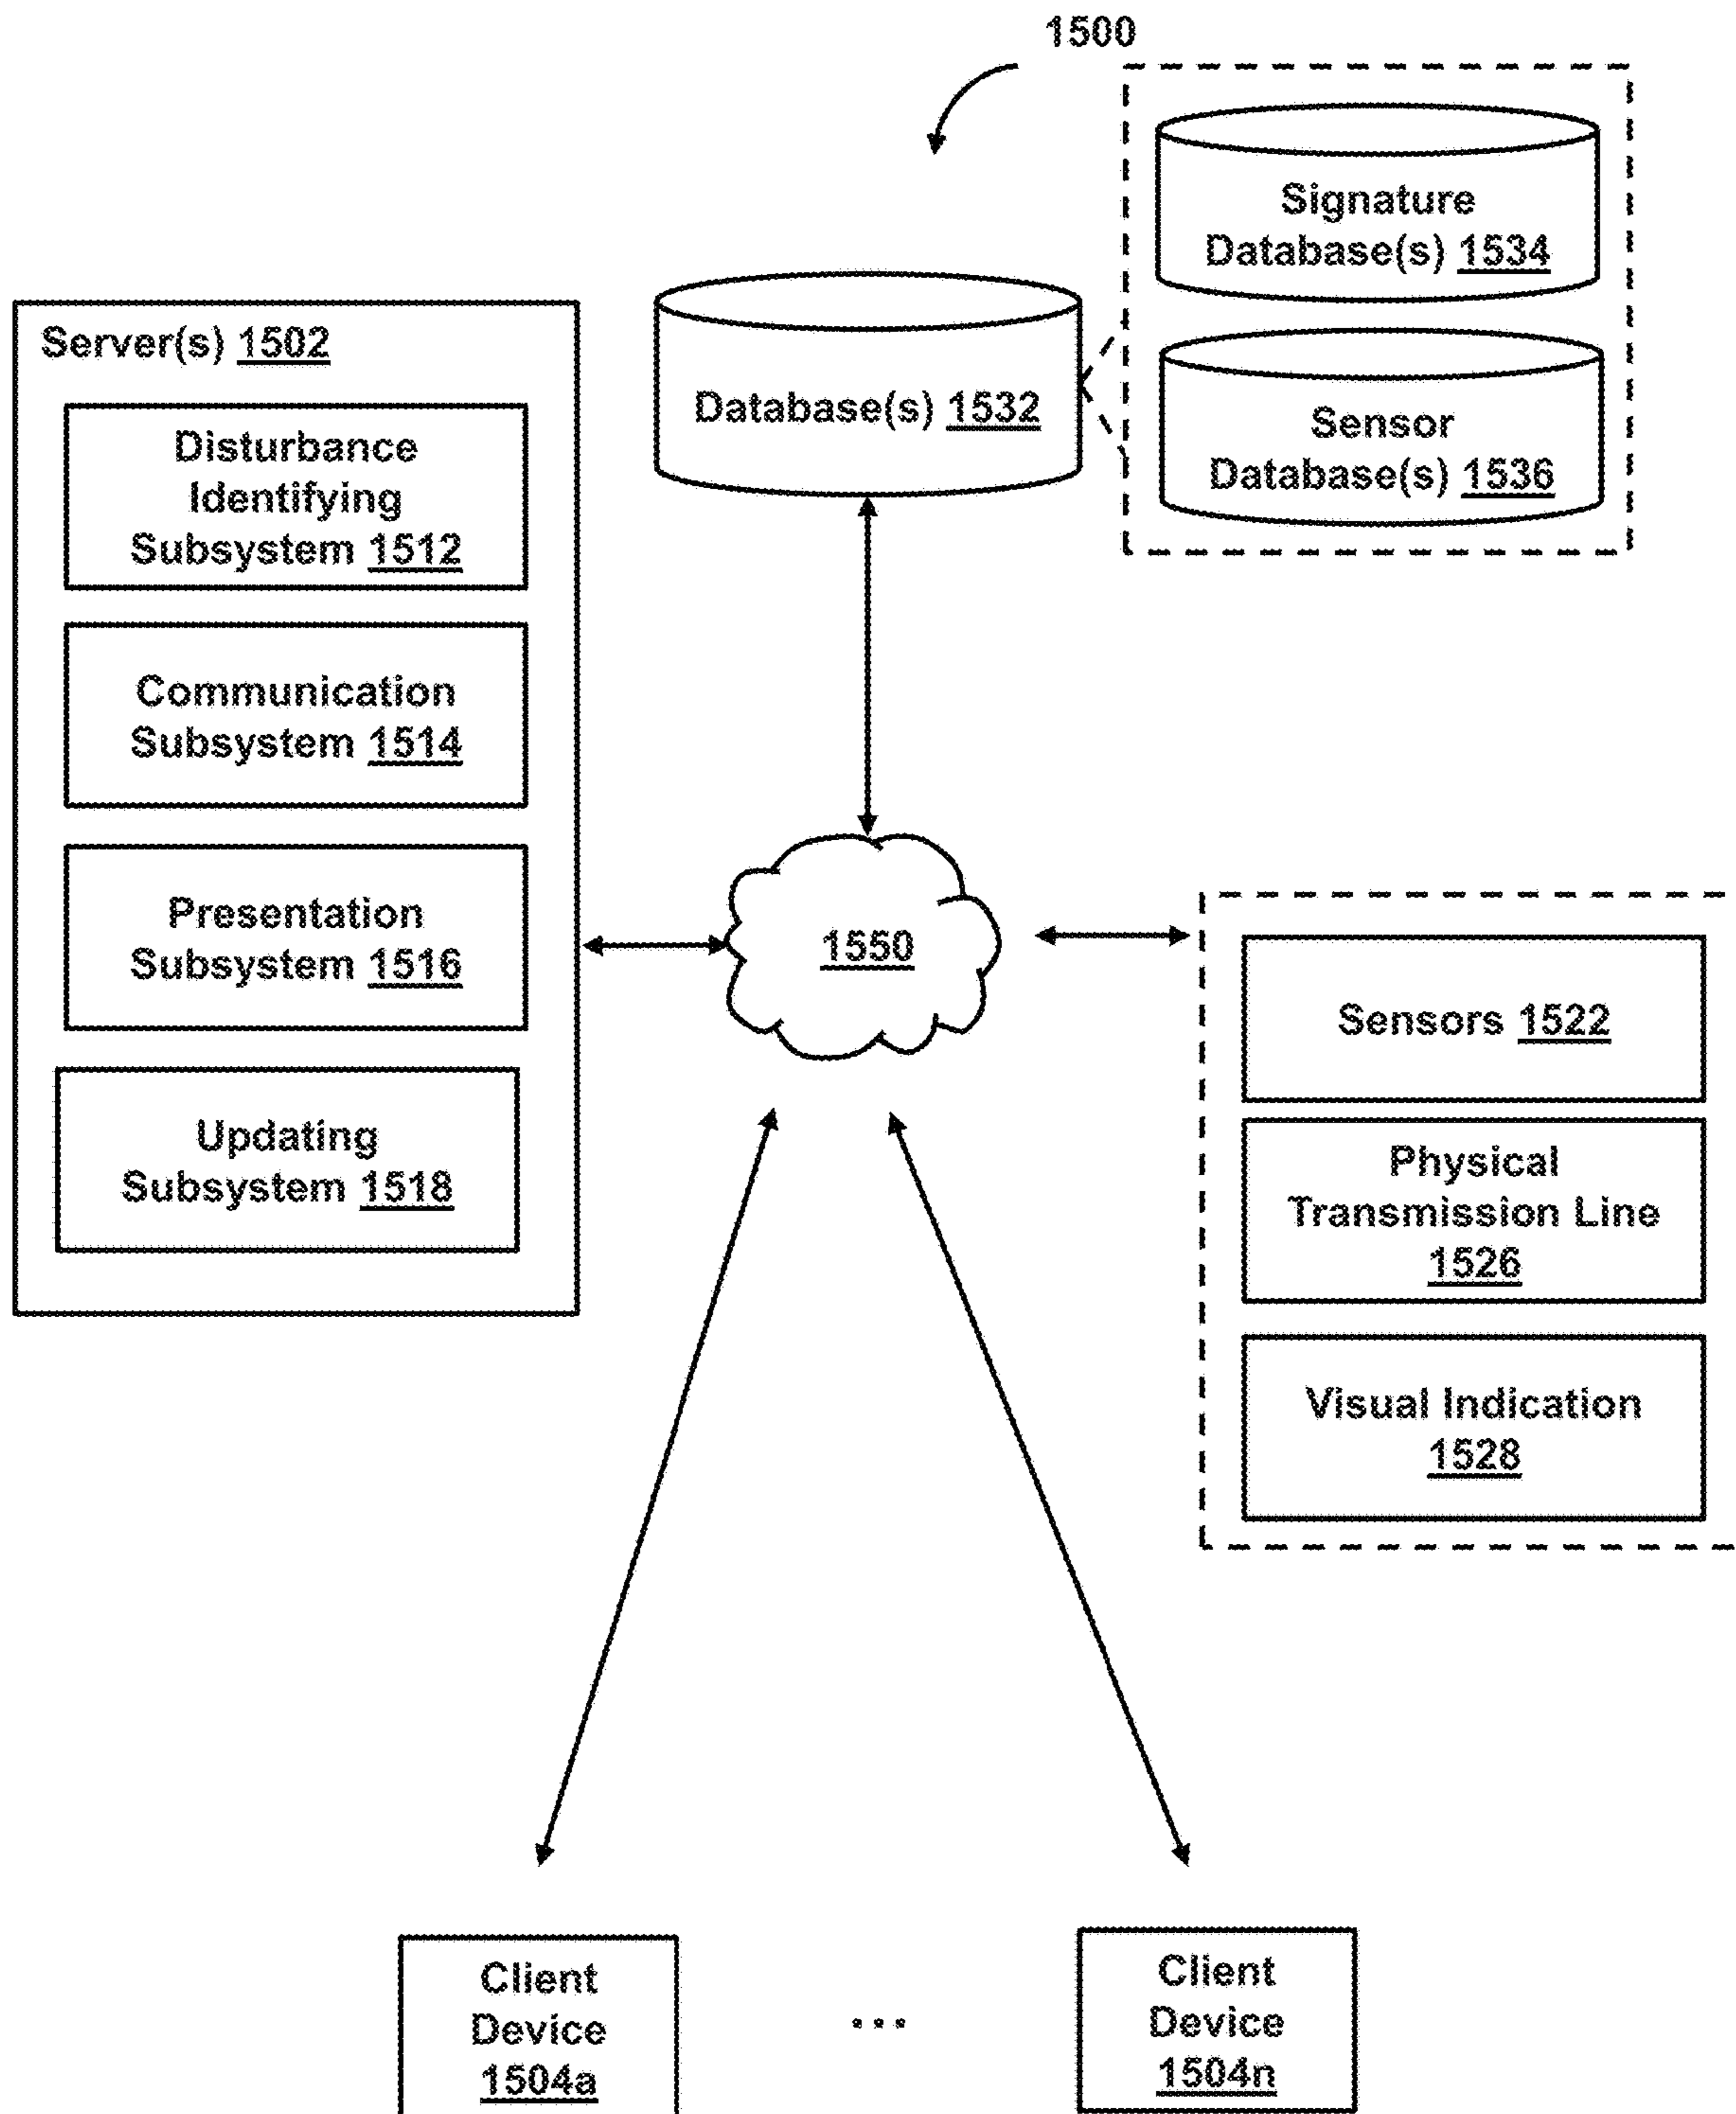 1500
Signature
Database(s) 1534
Server(s) 1502
Database(s) 1532
Sensor
Database(s) 1536
Disturbance
Identifying
Subsystem 1512
Communication
Subsystem 1514
Presentation
Subsystem 1516
1550
Sensors 1522
Updating
Subsystem 1518
Physical
Transmission Line
1526
Visual Indication
1528
Client
Device
1504a
...
Client
Device
1504n